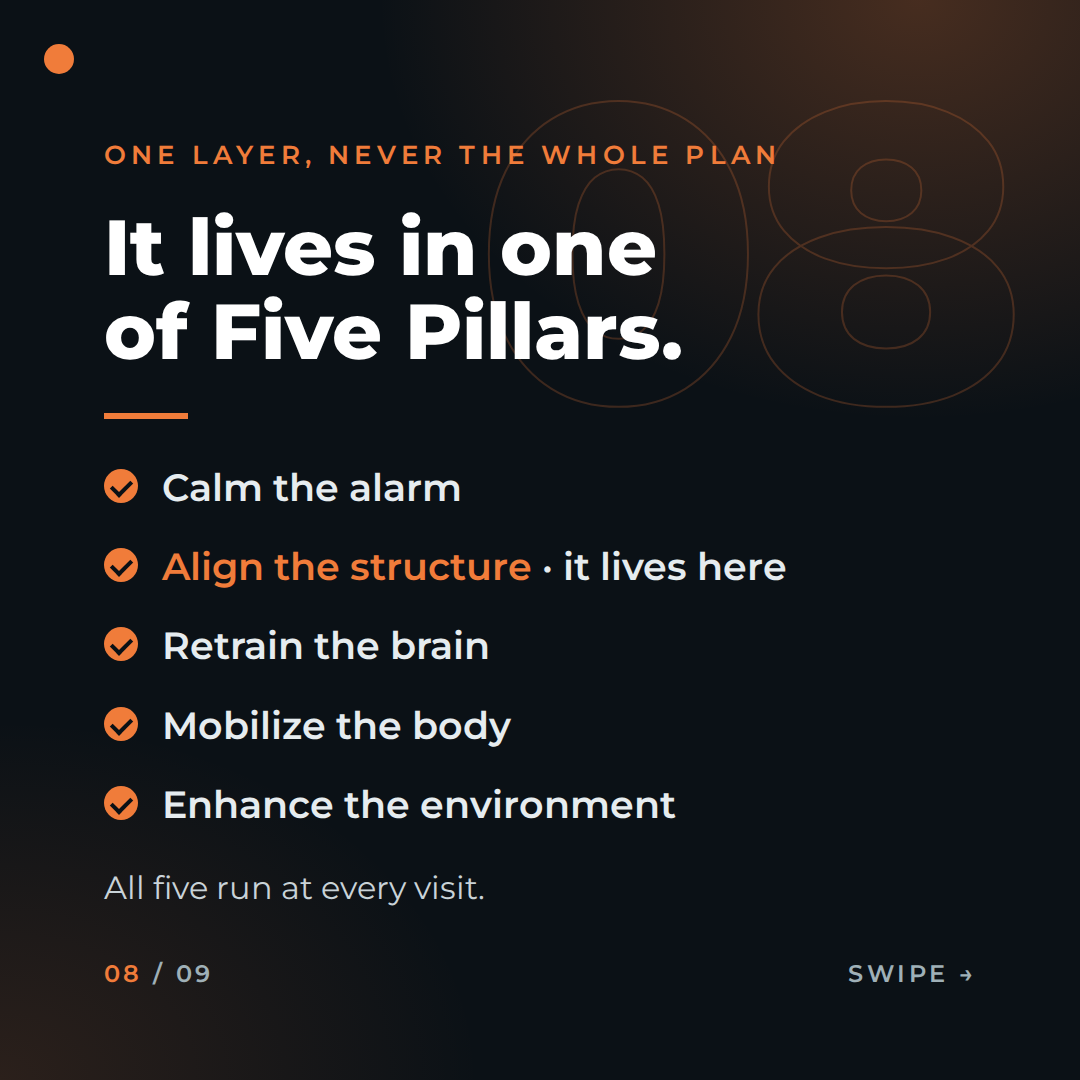 ONE LAYER, NEVER THE WHOLE PLAN
08
It lives in one
of Five Pillars.
Calm the alarm
Align the structure · it lives here
Retrain the brain
Mobilize the body
Enhance the environment
All five run at every visit.
08 / 09
SWIPE →